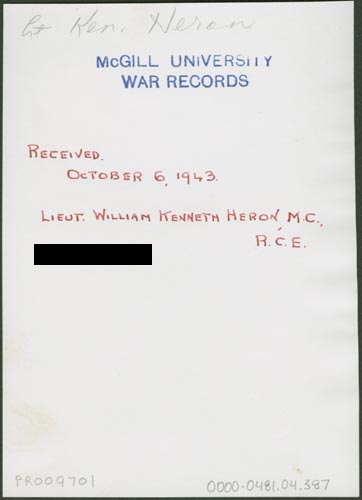 Lt Ken. Heron
McGILL UNIVERSITY
WAR RECORDS
RECEIVED.
OCTOBER 6, 1943.
LIEUT. WILLIAM KENNETH HERON, M.C.,
R.C.E.
PR009701
0000-0481.04.387